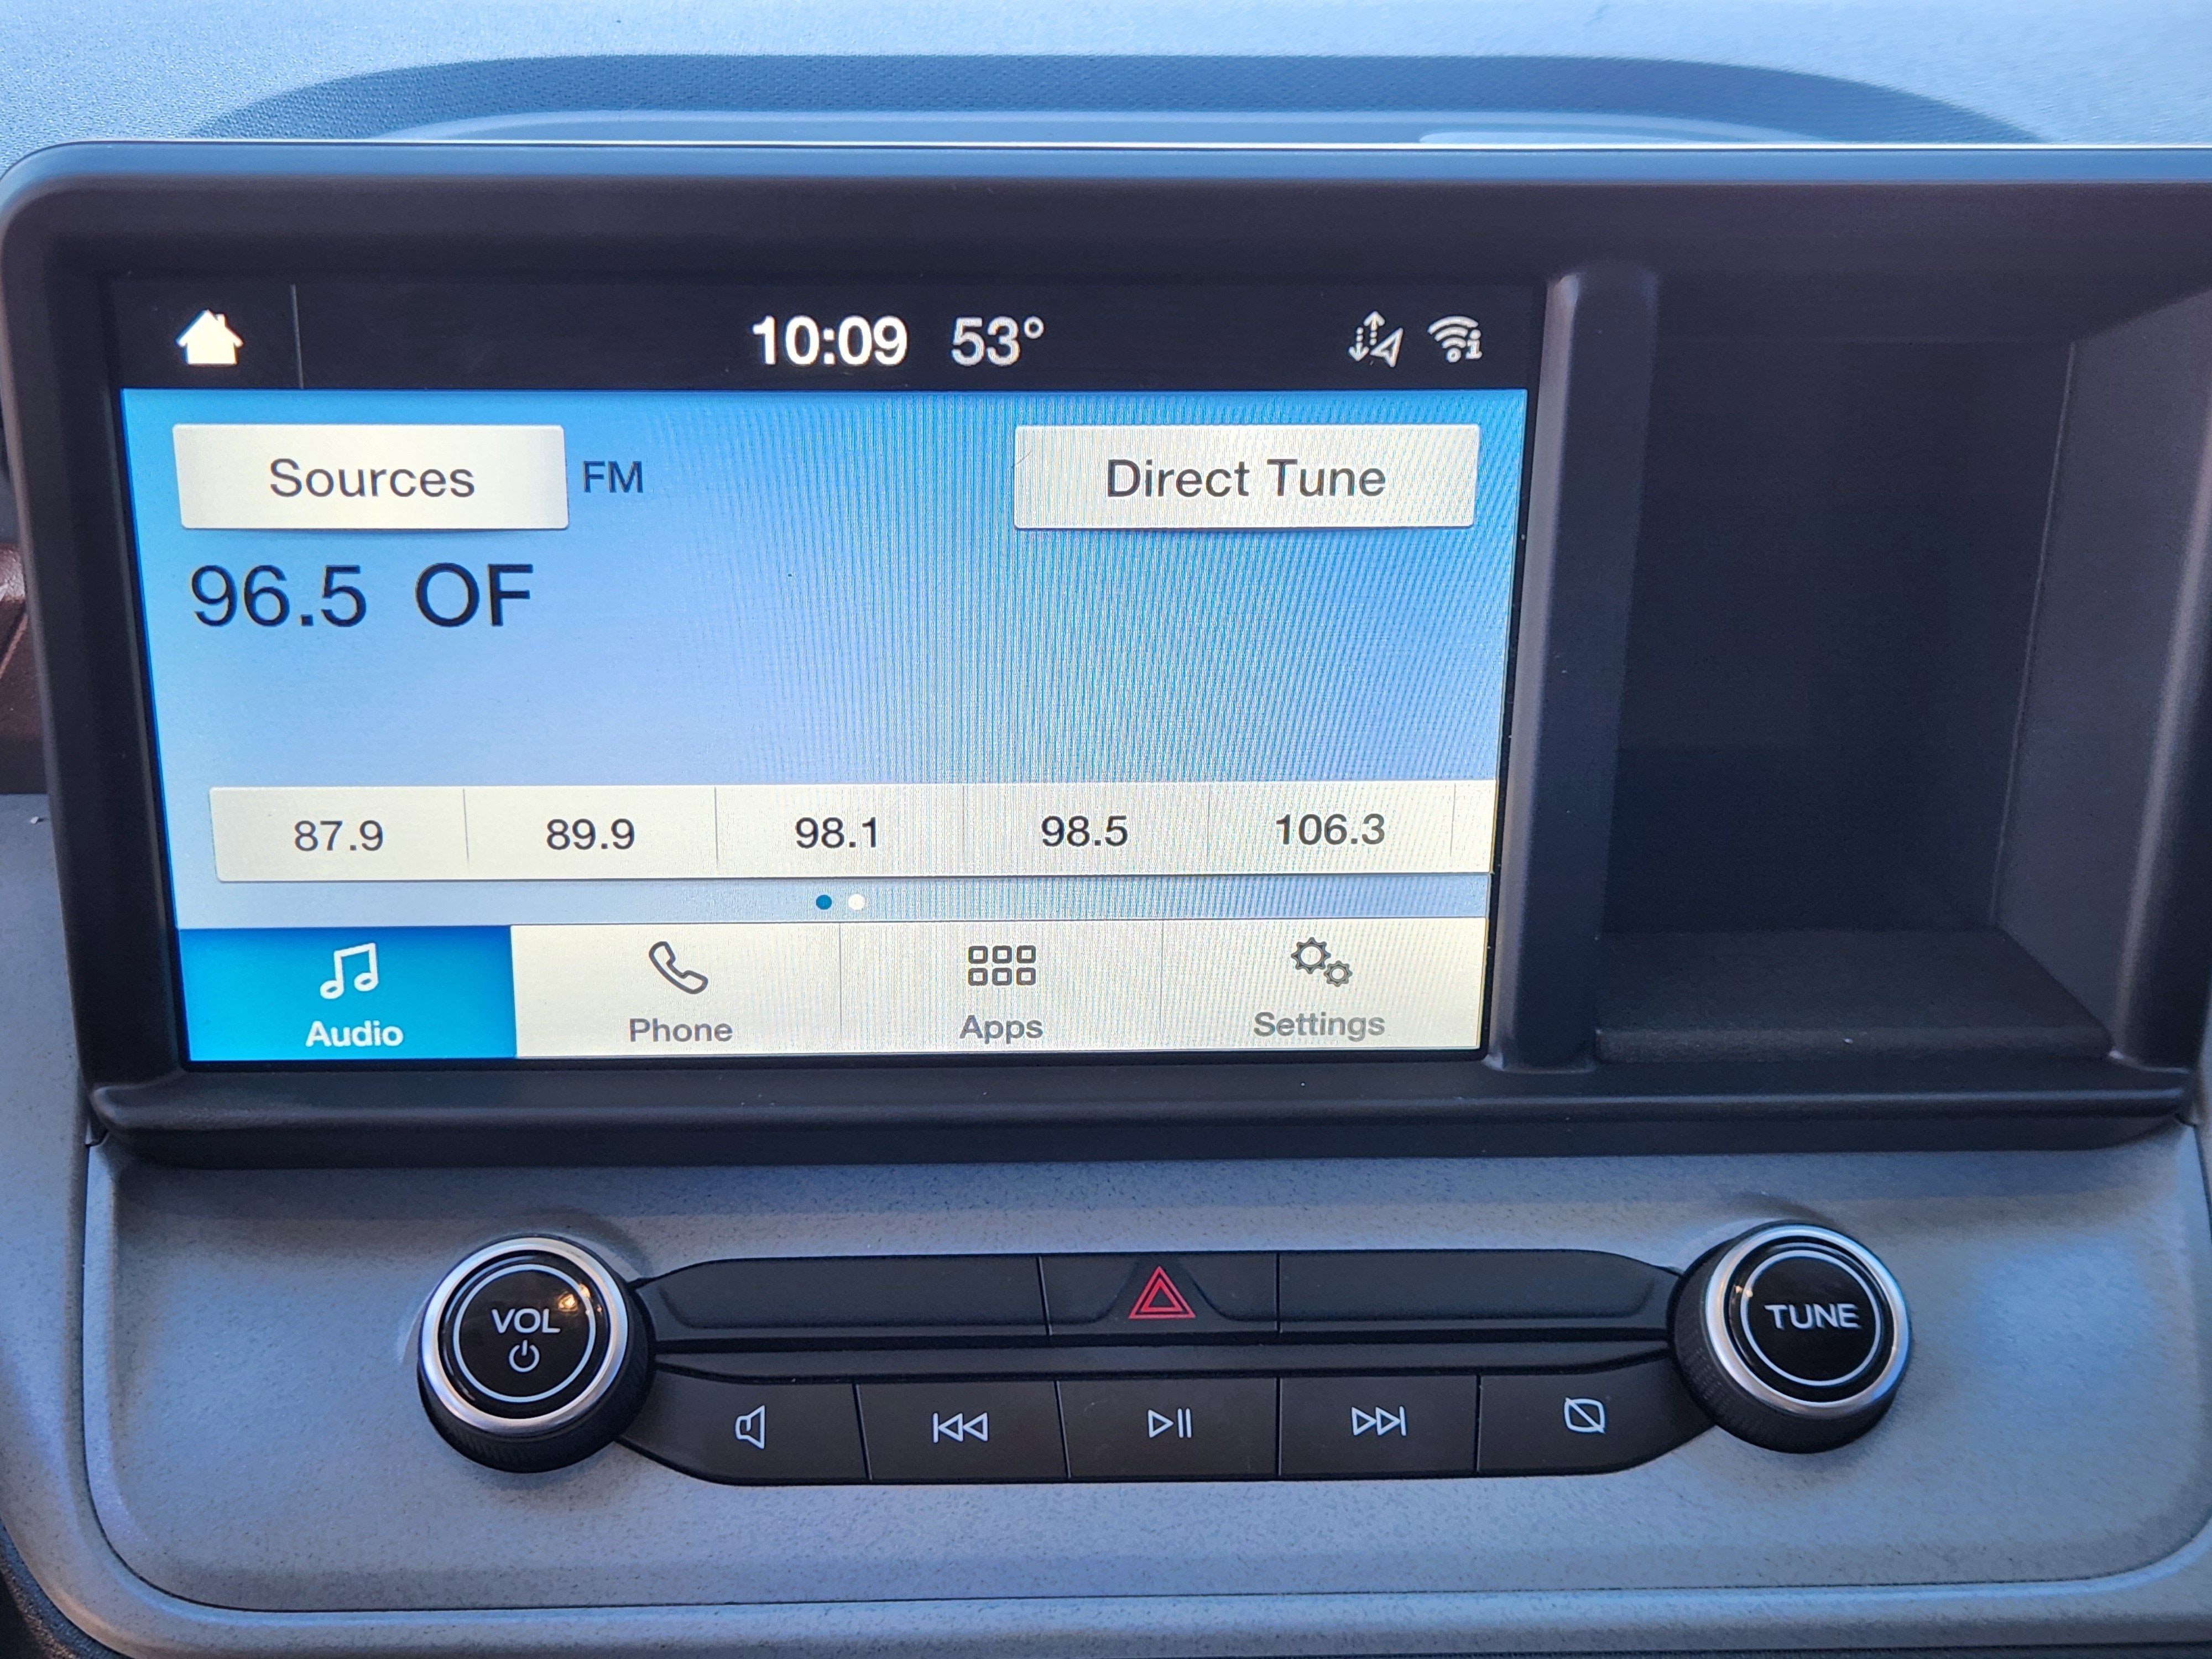 10:09 53°
Sources FM Direct Tune
96.5 OF
87.9 89.9 98.1 98.5 106.3
Audio Phone Apps Settings
VOL
TUNE